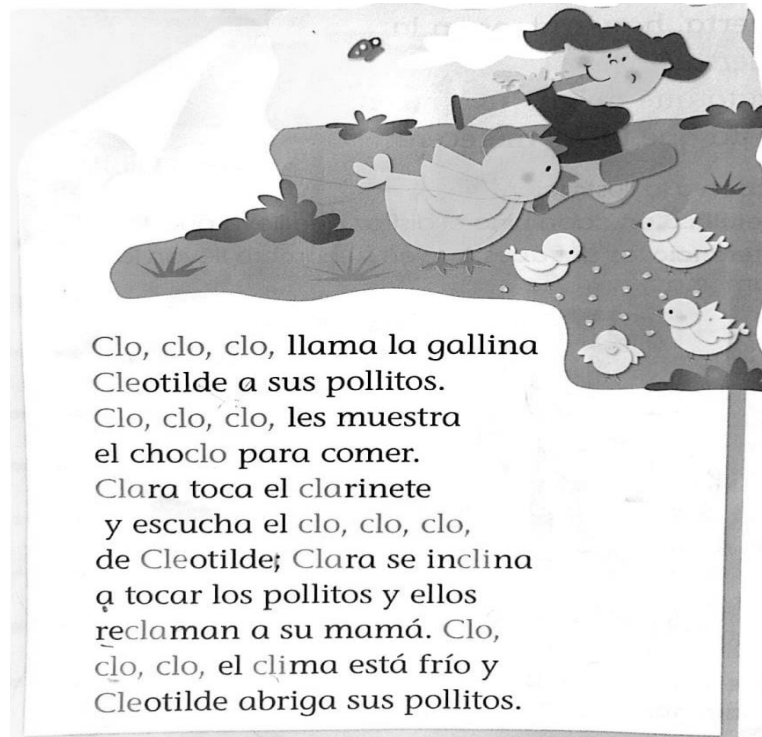 Clo, clo, clo, llama la gallina
Cleotilde a sus pollitos.
Clo, clo, clo, les muestra
el choclo para comer.
Clara toca el clarinete
y escucha el clo, clo, clo,
de Cleotilde; Clara se inclina
a tocar los pollitos y ellos
reclaman a su mamá. Clo,
clo, clo, el clima está frío y
Cleotilde abriga sus pollitos.